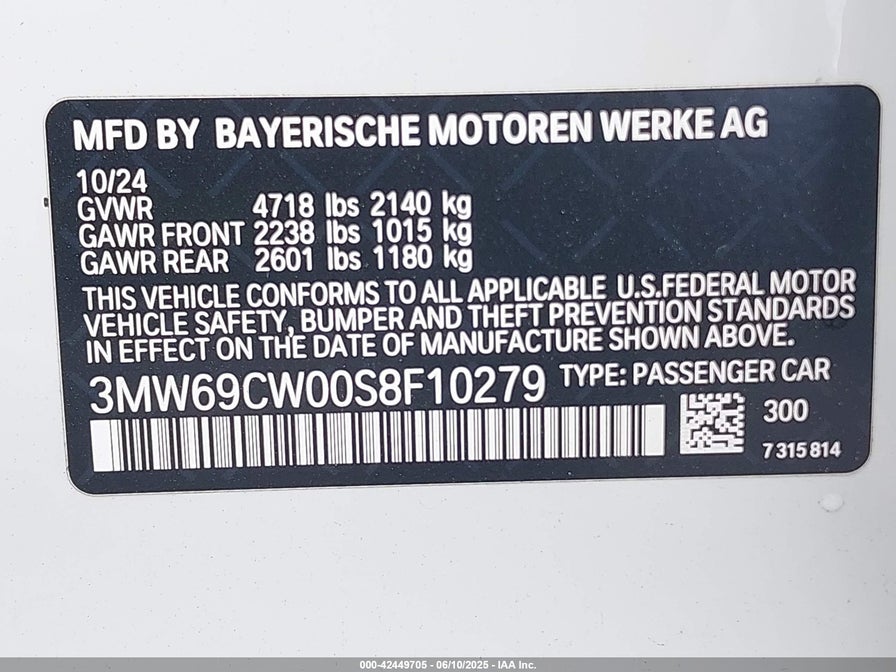 MFD BY BAYERISCHE MOTOREN WERKE AG
10/24
GVWR 4718 lbs 2140 kg
GAWR FRONT 2238 lbs 1015 kg
GAWR REAR 2601 lbs 1180 kg
THIS VEHICLE CONFORMS TO ALL APPLICABLE U.S.FEDERAL MOTOR
VEHICLE SAFETY, BUMPER AND THEFT PREVENTION STANDARDS
IN EFFECT ON THE DATE OF MANUFACTURE SHOWN ABOVE.
3MW69CW00S8F10279 TYPE: PASSENGER CAR
300
7 315 814
000-42449705 - 06/10/2025 - IAA Inc.